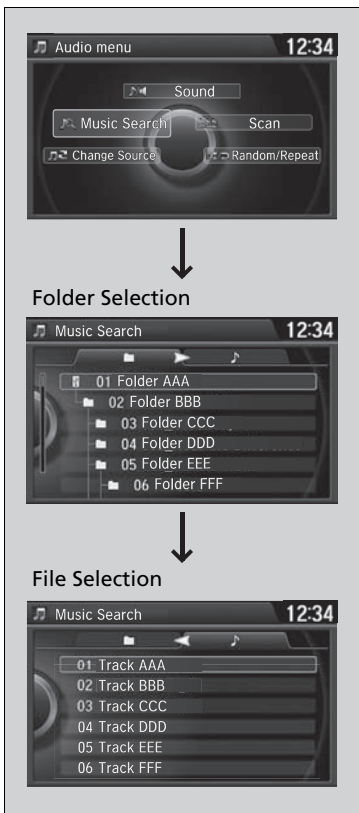 Audio menu 12:34
Sound
Music Search Scan
Change Source Random/Repeat
Folder Selection
Music Search 12:34
01 Folder AAA
02 Folder BBB
03 Folder CCC
04 Folder DDD
05 Folder EEE
06 Folder FFF
File Selection
Music Search 12:34
01 Track AAA
02 Track BBB
03 Track CCC
04 Track DDD
05 Track EEE
06 Track FFF